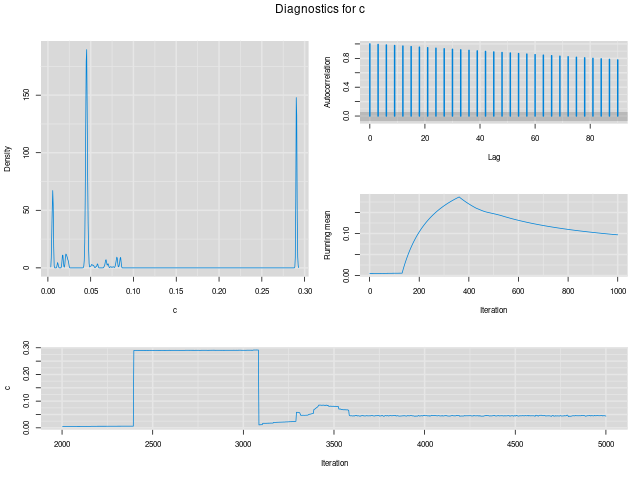 Diagnostics for c
Density
0 50 100 150
0.00 0.05 0.10 0.15 0.20 0.25 0.30
c
Autocorrelation
0.0 0.4 0.8
0 20 40 60 80
Lag
Running mean
0.00 0.10
0 200 400 600 800 1000
Iteration
c
0.00 0.10 0.20 0.30
2000 2500 3000 3500 4000 4500 5000
Iteration